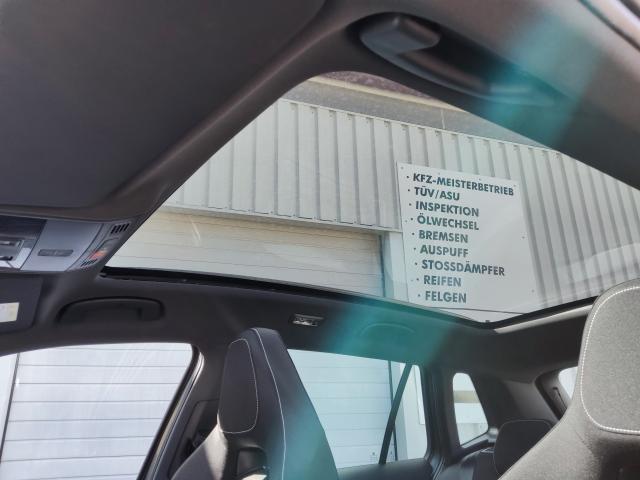 · KFZ-MEISTERBETRIEB
· TÜV/ASU
· INSPEKTION
· ÖLWECHSEL
· BREMSEN
· AUSPUFF
· STOSSDÄMPFER
· REIFEN
· FELGEN